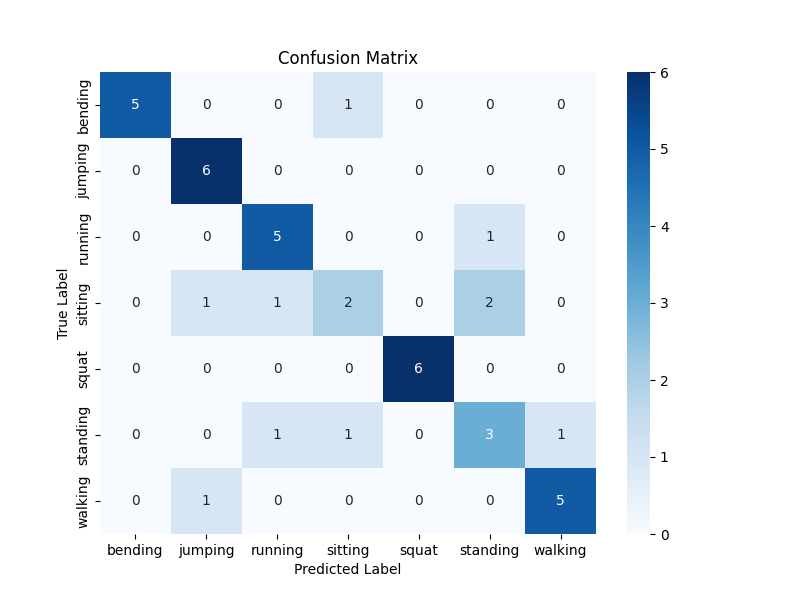 Confusion Matrix
True Label
bending 5 0 0 1 0 0 0
jumping 0 6 0 0 0 0 0
running 0 0 5 0 0 1 0
sitting 0 1 1 2 0 2 0
squat 0 0 0 0 6 0 0
standing 0 0 1 1 0 3 1
walking 0 1 0 0 0 0 5
bending jumping running sitting squat standing walking
Predicted Label
6
5
4
3
2
1
0